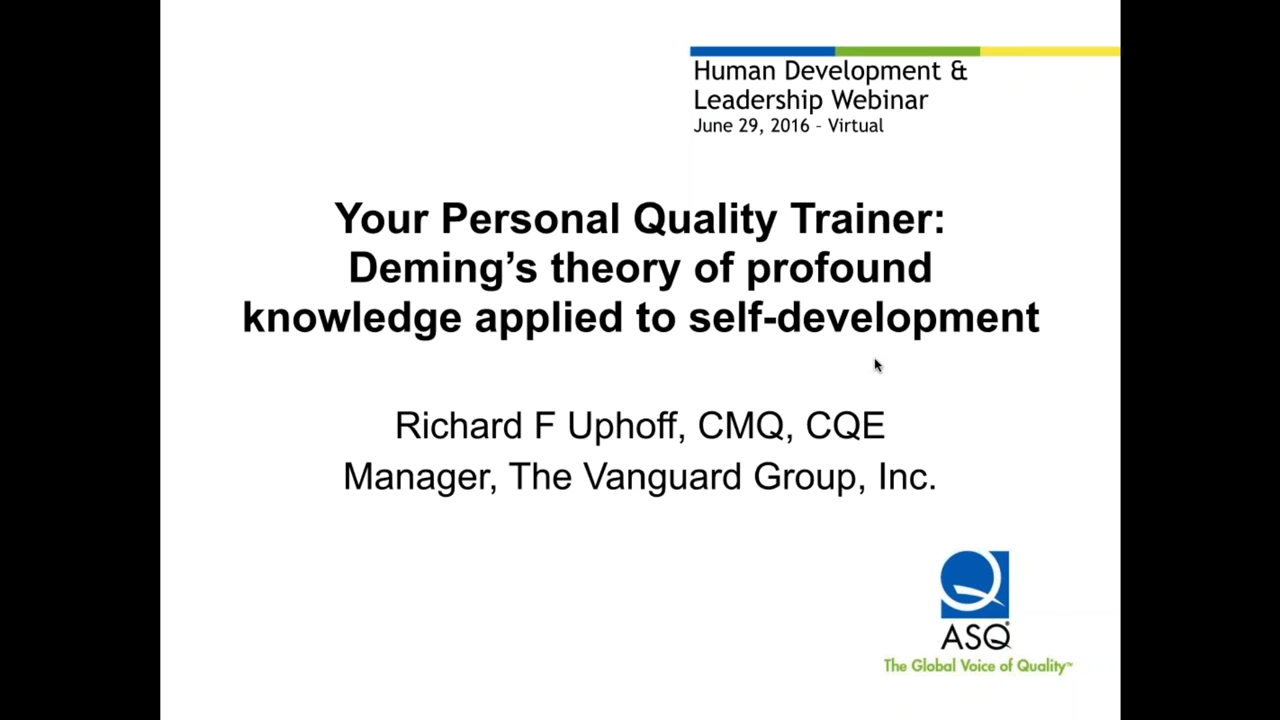 Human Development &
Leadership Webinar
June 29, 2016 – Virtual
Your Personal Quality Trainer:
Deming’s theory of profound
knowledge applied to self-development
Richard F Uphoff, CMQ, CQE
Manager, The Vanguard Group, Inc.
ASQ®
The Global Voice of Quality™